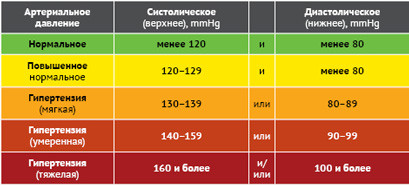 Артериальное давление
Систолическое (верхнее), mmHg
Диастолическое (нижнее), mmHg
Нормальное менее 120 и менее 80
Повышенное нормальное 120–129 и менее 80
Гипертензия (мягкая) 130–139 или 80–89
Гипертензия (умеренная) 140–159 или 90–99
Гипертензия (тяжелая) 160 и более и/или 100 и более